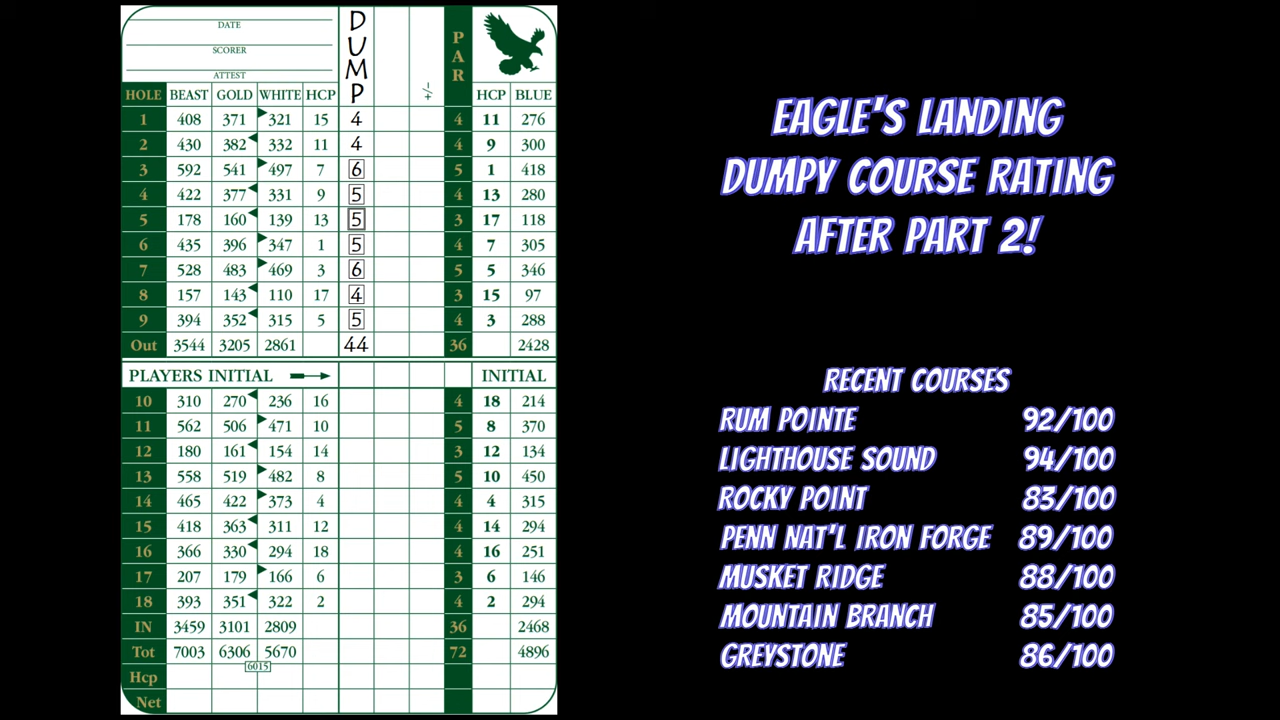 DATE
SCORER
ATTEST
DUMP
+/-
PAR
HOLE BEAST GOLD WHITE HCP HCP BLUE
1 408 371 321 15 4 4 11 276
2 430 382 332 11 4 4 9 300
3 592 541 497 7 6 5 1 418
4 422 377 331 9 5 4 13 280
5 178 160 139 13 5 3 17 118
6 435 396 347 1 5 4 7 305
7 528 483 469 3 6 5 5 346
8 157 143 110 17 4 3 15 97
9 394 352 315 5 5 4 3 288
Out 3544 3205 2861 44 36 2428
PLAYERS INITIAL INITIAL
10 310 270 236 16 4 18 214
11 562 506 471 10 5 8 370
12 180 161 154 14 3 12 134
13 558 519 482 8 5 10 450
14 465 422 373 4 4 4 315
15 418 363 311 12 4 14 294
16 366 330 294 18 4 16 251
17 207 179 166 6 3 6 146
18 393 351 322 2 4 2 294
IN 3459 3101 2809 36 2468
Tot 7003 6306 5670 72 4896
6015
Hcp
Net
EAGLE'S LANDING
DUMPY COURSE RATING
AFTER PART 2!
RECENT COURSES
RUM POINTE 92/100
LIGHTHOUSE SOUND 94/100
ROCKY POINT 83/100
PENN NAT'L IRON FORGE 89/100
MUSKET RIDGE 88/100
MOUNTAIN BRANCH 85/100
GREYSTONE 86/100